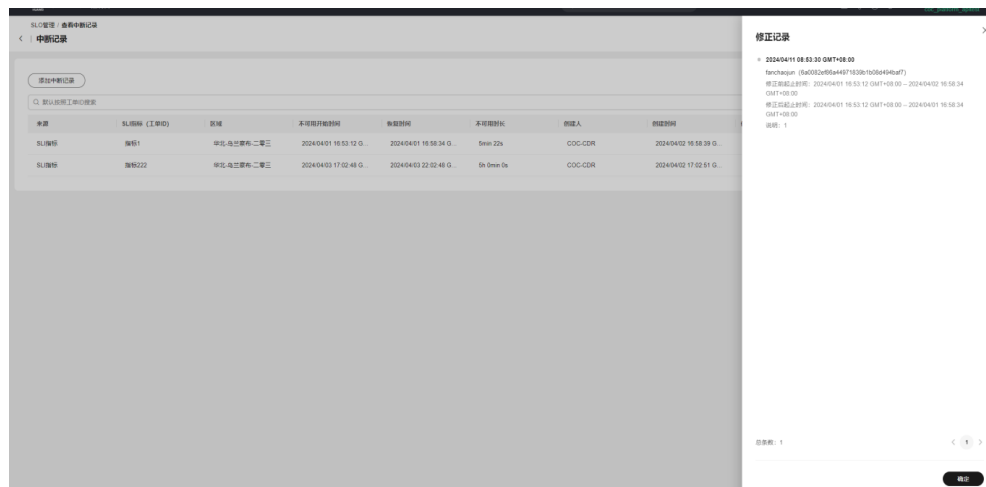 SLO管理 / 查看中断记录
中断记录
添加中断记录
默认按照工单ID搜索
来源 SLI指标 (工单ID) 区域 不可用开始时间 恢复时间 不可用时长 创建人 创建时间
SLI指标 指标1 华北-乌兰察布-二零三 2024/04/01 16:53:12 G... 2024/04/01 16:58:34 G... 5min 22s COC-CDR 2024/04/02 16:58:39 G...
SLI指标 指标222 华北-乌兰察布-二零三 2024/04/03 17:02:48 G... 2024/04/03 22:02:48 G... 5h 0min 0s COC-CDR 2024/04/02 17:02:51 G...
修正记录
2024/04/11 08:53:30 GMT+08:00
修正前起止时间：2024/04/01 16:53:12 GMT+08:00 – 2024/04/02 16:58:34
GMT+08:00
修正后起止时间：2024/04/01 16:53:12 GMT+08:00 – 2024/04/01 16:58:34
GMT+08:00
说明：1
总条数：1
1
确定